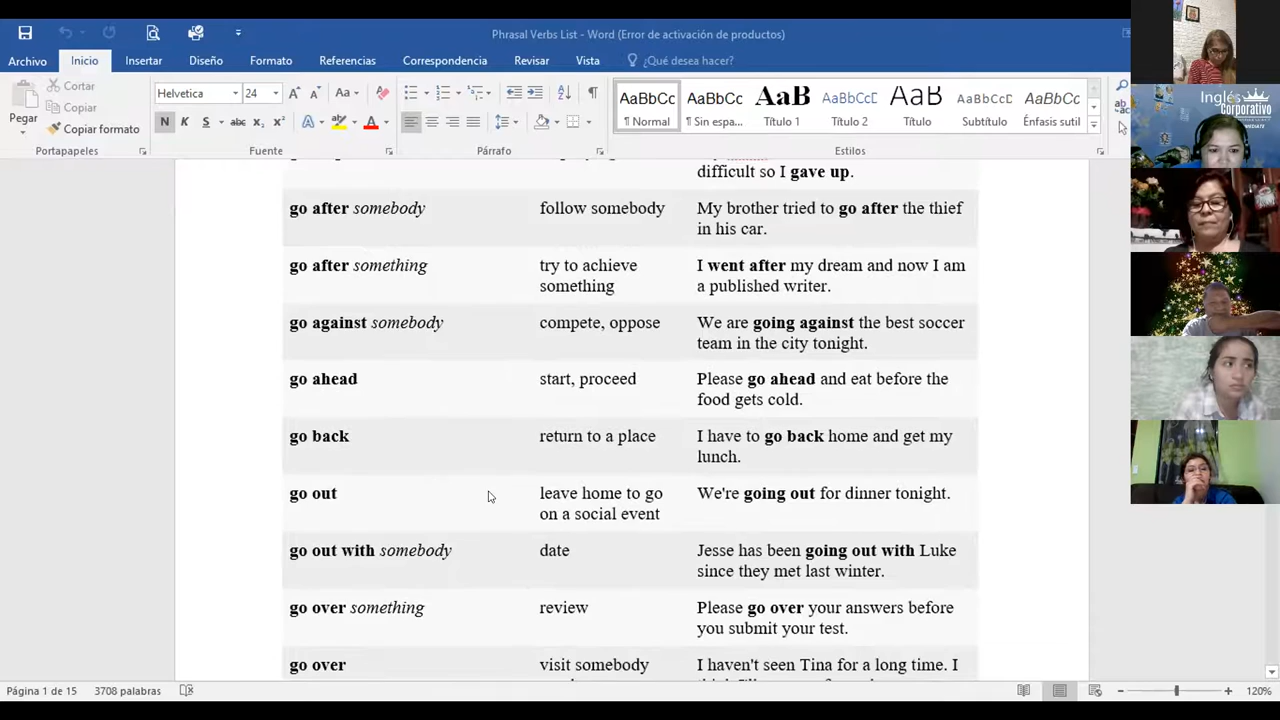 Phrasal Verbs List - Word (Error de activación de productos)
Archivo Inicio Insertar Diseño Formato Referencias Correspondencia Revisar Vista ¿Qué desea hacer?
Pegar
Cortar
Copiar
Copiar formato
Portapapeles
Helvetica 24
Aa
N K S abc x₂ x²
Fuente
Párrafo
AaBbCc AaBbCc AaB AaBbCcD AaB AaBbCcD AaBbCc
¶ Normal ¶ Sin espa... Título 1 Título 2 Título Subtítulo Énfasis sutil
Estilos
Inglés
Corporativo
difficult so I gave up.
go after somebody follow somebody My brother tried to go after the thief
in his car.
go after something try to achieve I went after my dream and now I am
something a published writer.
go against somebody compete, oppose We are going against the best soccer
team in the city tonight.
go ahead start, proceed Please go ahead and eat before the
food gets cold.
go back return to a place I have to go back home and get my
lunch.
go out leave home to go We're going out for dinner tonight.
on a social event
go out with somebody date Jesse has been going out with Luke
since they met last winter.
go over something review Please go over your answers before
you submit your test.
go over visit somebody I haven't seen Tina for a long time. I
Página 1 de 15 3708 palabras 120%